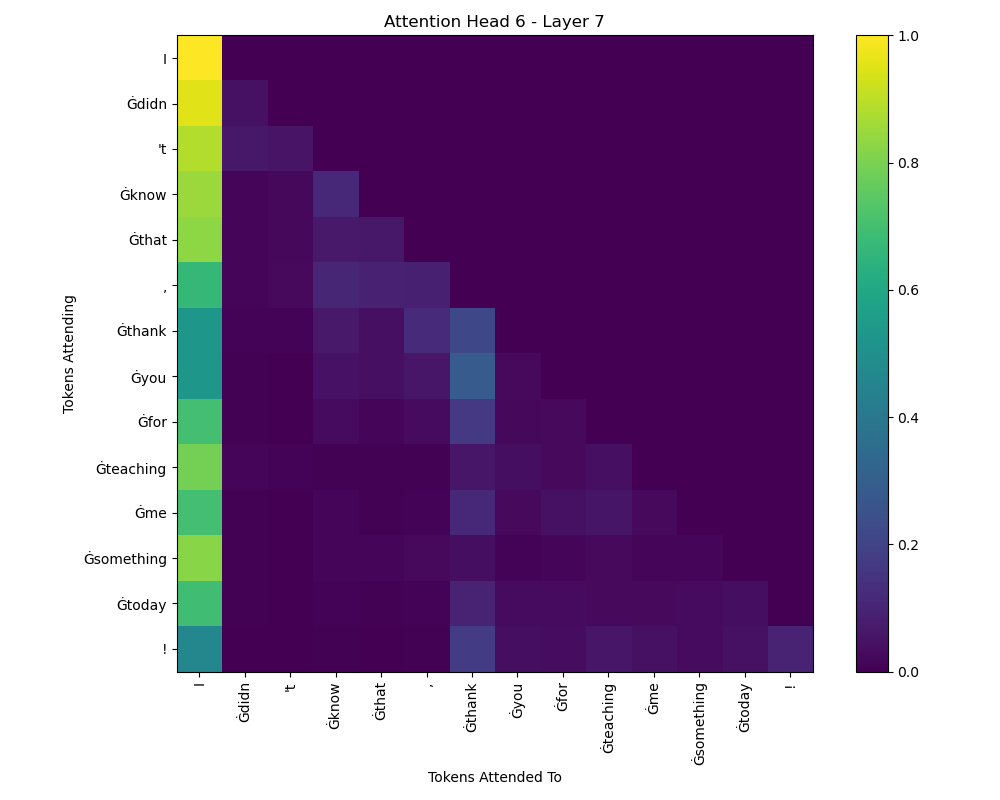 Attention Head 6 - Layer 7
I
Ġdidn
't
Ġknow
Ġthat
,
Ġthank
Ġyou
Ġfor
Ġteaching
Ġme
Ġsomething
Ġtoday
!
Tokens Attending
I
Ġdidn
't
Ġknow
Ġthat
,
Ġthank
Ġyou
Ġfor
Ġteaching
Ġme
Ġsomething
Ġtoday
!
Tokens Attended To
1.0
0.8
0.6
0.4
0.2
0.0